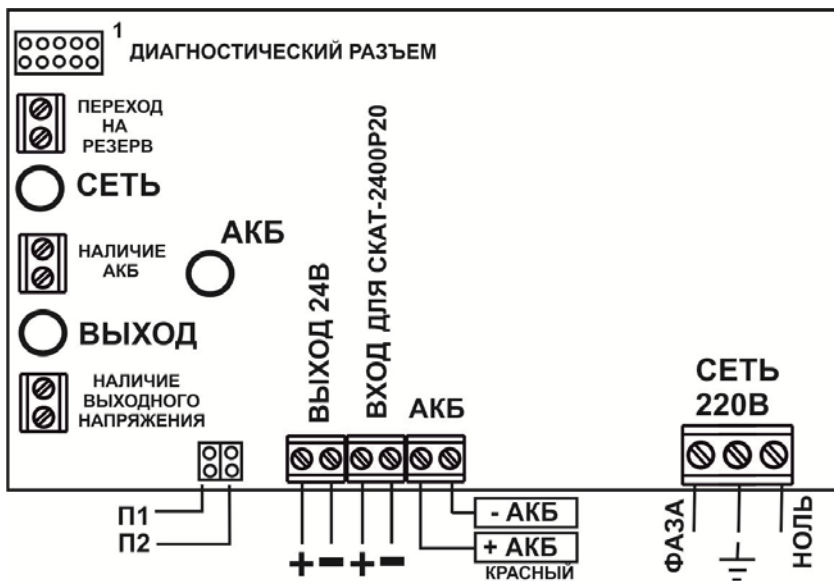 1
ДИАГНОСТИЧЕСКИЙ РАЗЪЕМ
ПЕРЕХОД
НА
РЕЗЕРВ
СЕТЬ
НАЛИЧИЕ
АКБ
АКБ
ВЫХОД
НАЛИЧИЕ
ВЫХОДНОГО
НАПРЯЖЕНИЯ
ВЫХОД 24В
ВХОД ДЛЯ СКАТ-2400Р20
АКБ
СЕТЬ
220В
П1
П2
+ − + −
- АКБ
+ АКБ
КРАСНЫЙ
ФАЗА
НОЛЬ